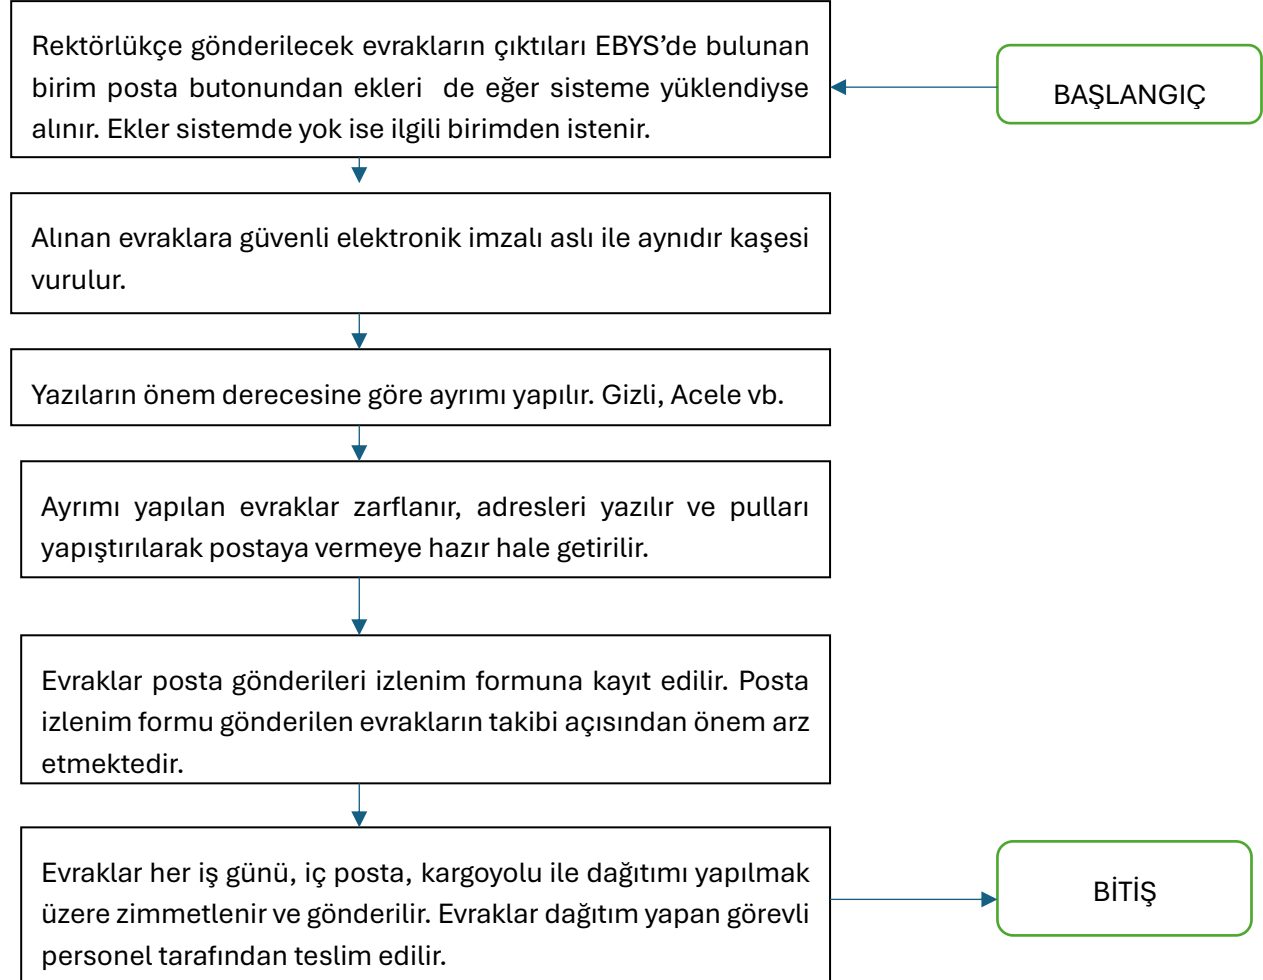 Rektörlükçe gönderilecek evrakların çıktıları EBYS’de bulunan
birim posta butonundan ekleri de eğer sisteme yüklendiyse
alınır. Ekler sistemde yok ise ilgili birimden istenir.
BAŞLANGIÇ
Alınan evraklara güvenli elektronik imzalı aslı ile aynıdır kaşesi
vurulur.
Yazıların önem derecesine göre ayrımı yapılır. Gizli, Acele vb.
Ayrımı yapılan evraklar zarflanır, adresleri yazılır ve pulları
yapıştırılarak postaya vermeye hazır hale getirilir.
Evraklar posta gönderileri izlenim formuna kayıt edilir. Posta
izlenim formu gönderilen evrakların takibi açısından önem arz
etmektedir.
Evraklar her iş günü, iç posta, kargoyolu ile dağıtımı yapılmak
üzere zimmetlenir ve gönderilir. Evraklar dağıtım yapan görevli
personel tarafından teslim edilir.
BİTİŞ